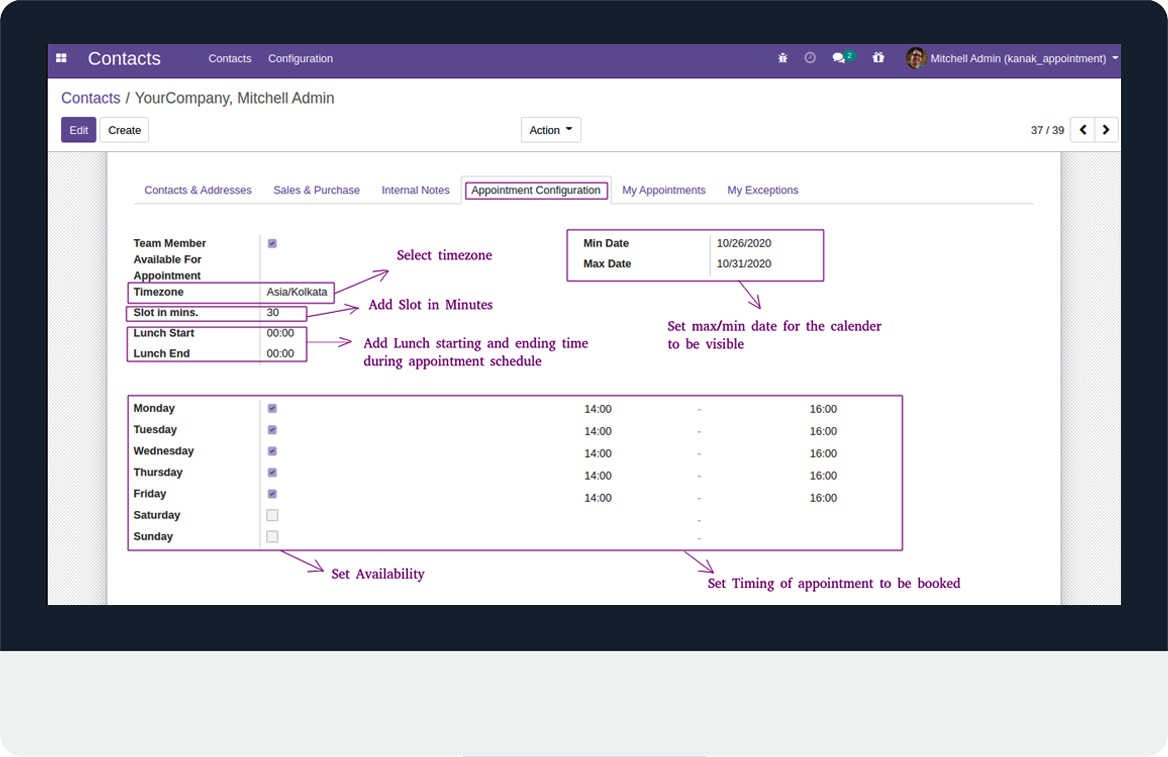 Contacts Contacts Configuration 2 Mitchell Admin (kanak_appointment)
Contacts / YourCompany, Mitchell Admin
Edit Create Action 37 / 39
Contacts & Addresses Sales & Purchase Internal Notes Appointment Configuration My Appointments My Exceptions
Team Member
Available For
Appointment
Timezone Asia/Kolkata
Slot in mins. 30
Lunch Start 00:00
Lunch End 00:00
Select timezone
Add Slot in Minutes
Add Lunch starting and ending time
during appointment schedule
Min Date 10/26/2020
Max Date 10/31/2020
Set max/min date for the calender
to be visible
Monday 14:00 - 16:00
Tuesday 14:00 - 16:00
Wednesday 14:00 - 16:00
Thursday 14:00 - 16:00
Friday 14:00 - 16:00
Saturday -
Sunday -
Set Availability
Set Timing of appointment to be booked